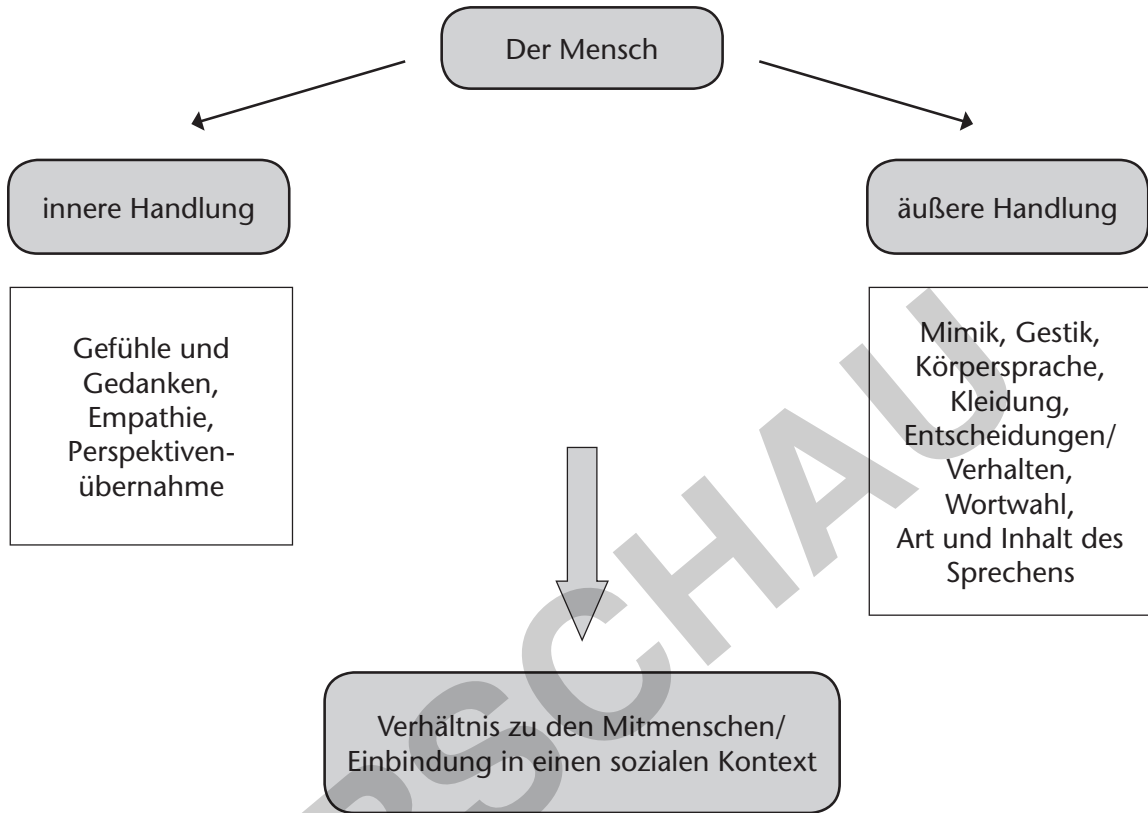 Der Mensch
innere Handlung
äußere Handlung
Gefühle und
Gedanken,
Empathie,
Perspektiven-
übernahme
Mimik, Gestik,
Körpersprache,
Kleidung,
Entscheidungen/
Verhalten,
Wortwahl,
Art und Inhalt des
Sprechens
Verhältnis zu den Mitmenschen/
Einbindung in einen sozialen Kontext
RSCHAU